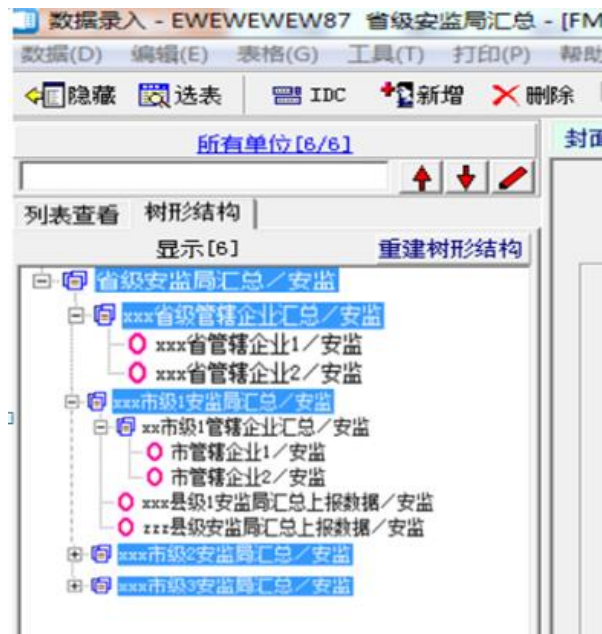 数据录入 - EWEWEWEW87 省级安监局汇总 - [FM
数据(D) 编辑(E) 表格(G) 工具(T) 打印(P) 帮助
隐藏 选表 IDC 新增 删除
所有单位[6/6]
封面
列表查看 树形结构
显示[6] 重建树形结构
省级安监局汇总／安监
xxx省级管辖企业汇总／安监
xxx省管辖企业1／安监
xxx省管辖企业2／安监
xxx市级1安监局汇总／安监
xx市级1管辖企业汇总／安监
市管辖企业1／安监
市管辖企业2／安监
xxx县级1安监局汇总上报数据／安监
zzz县级安监局汇总上报数据／安监
xxx市级2安监局汇总／安监
xxx市级3安监局汇总／安监